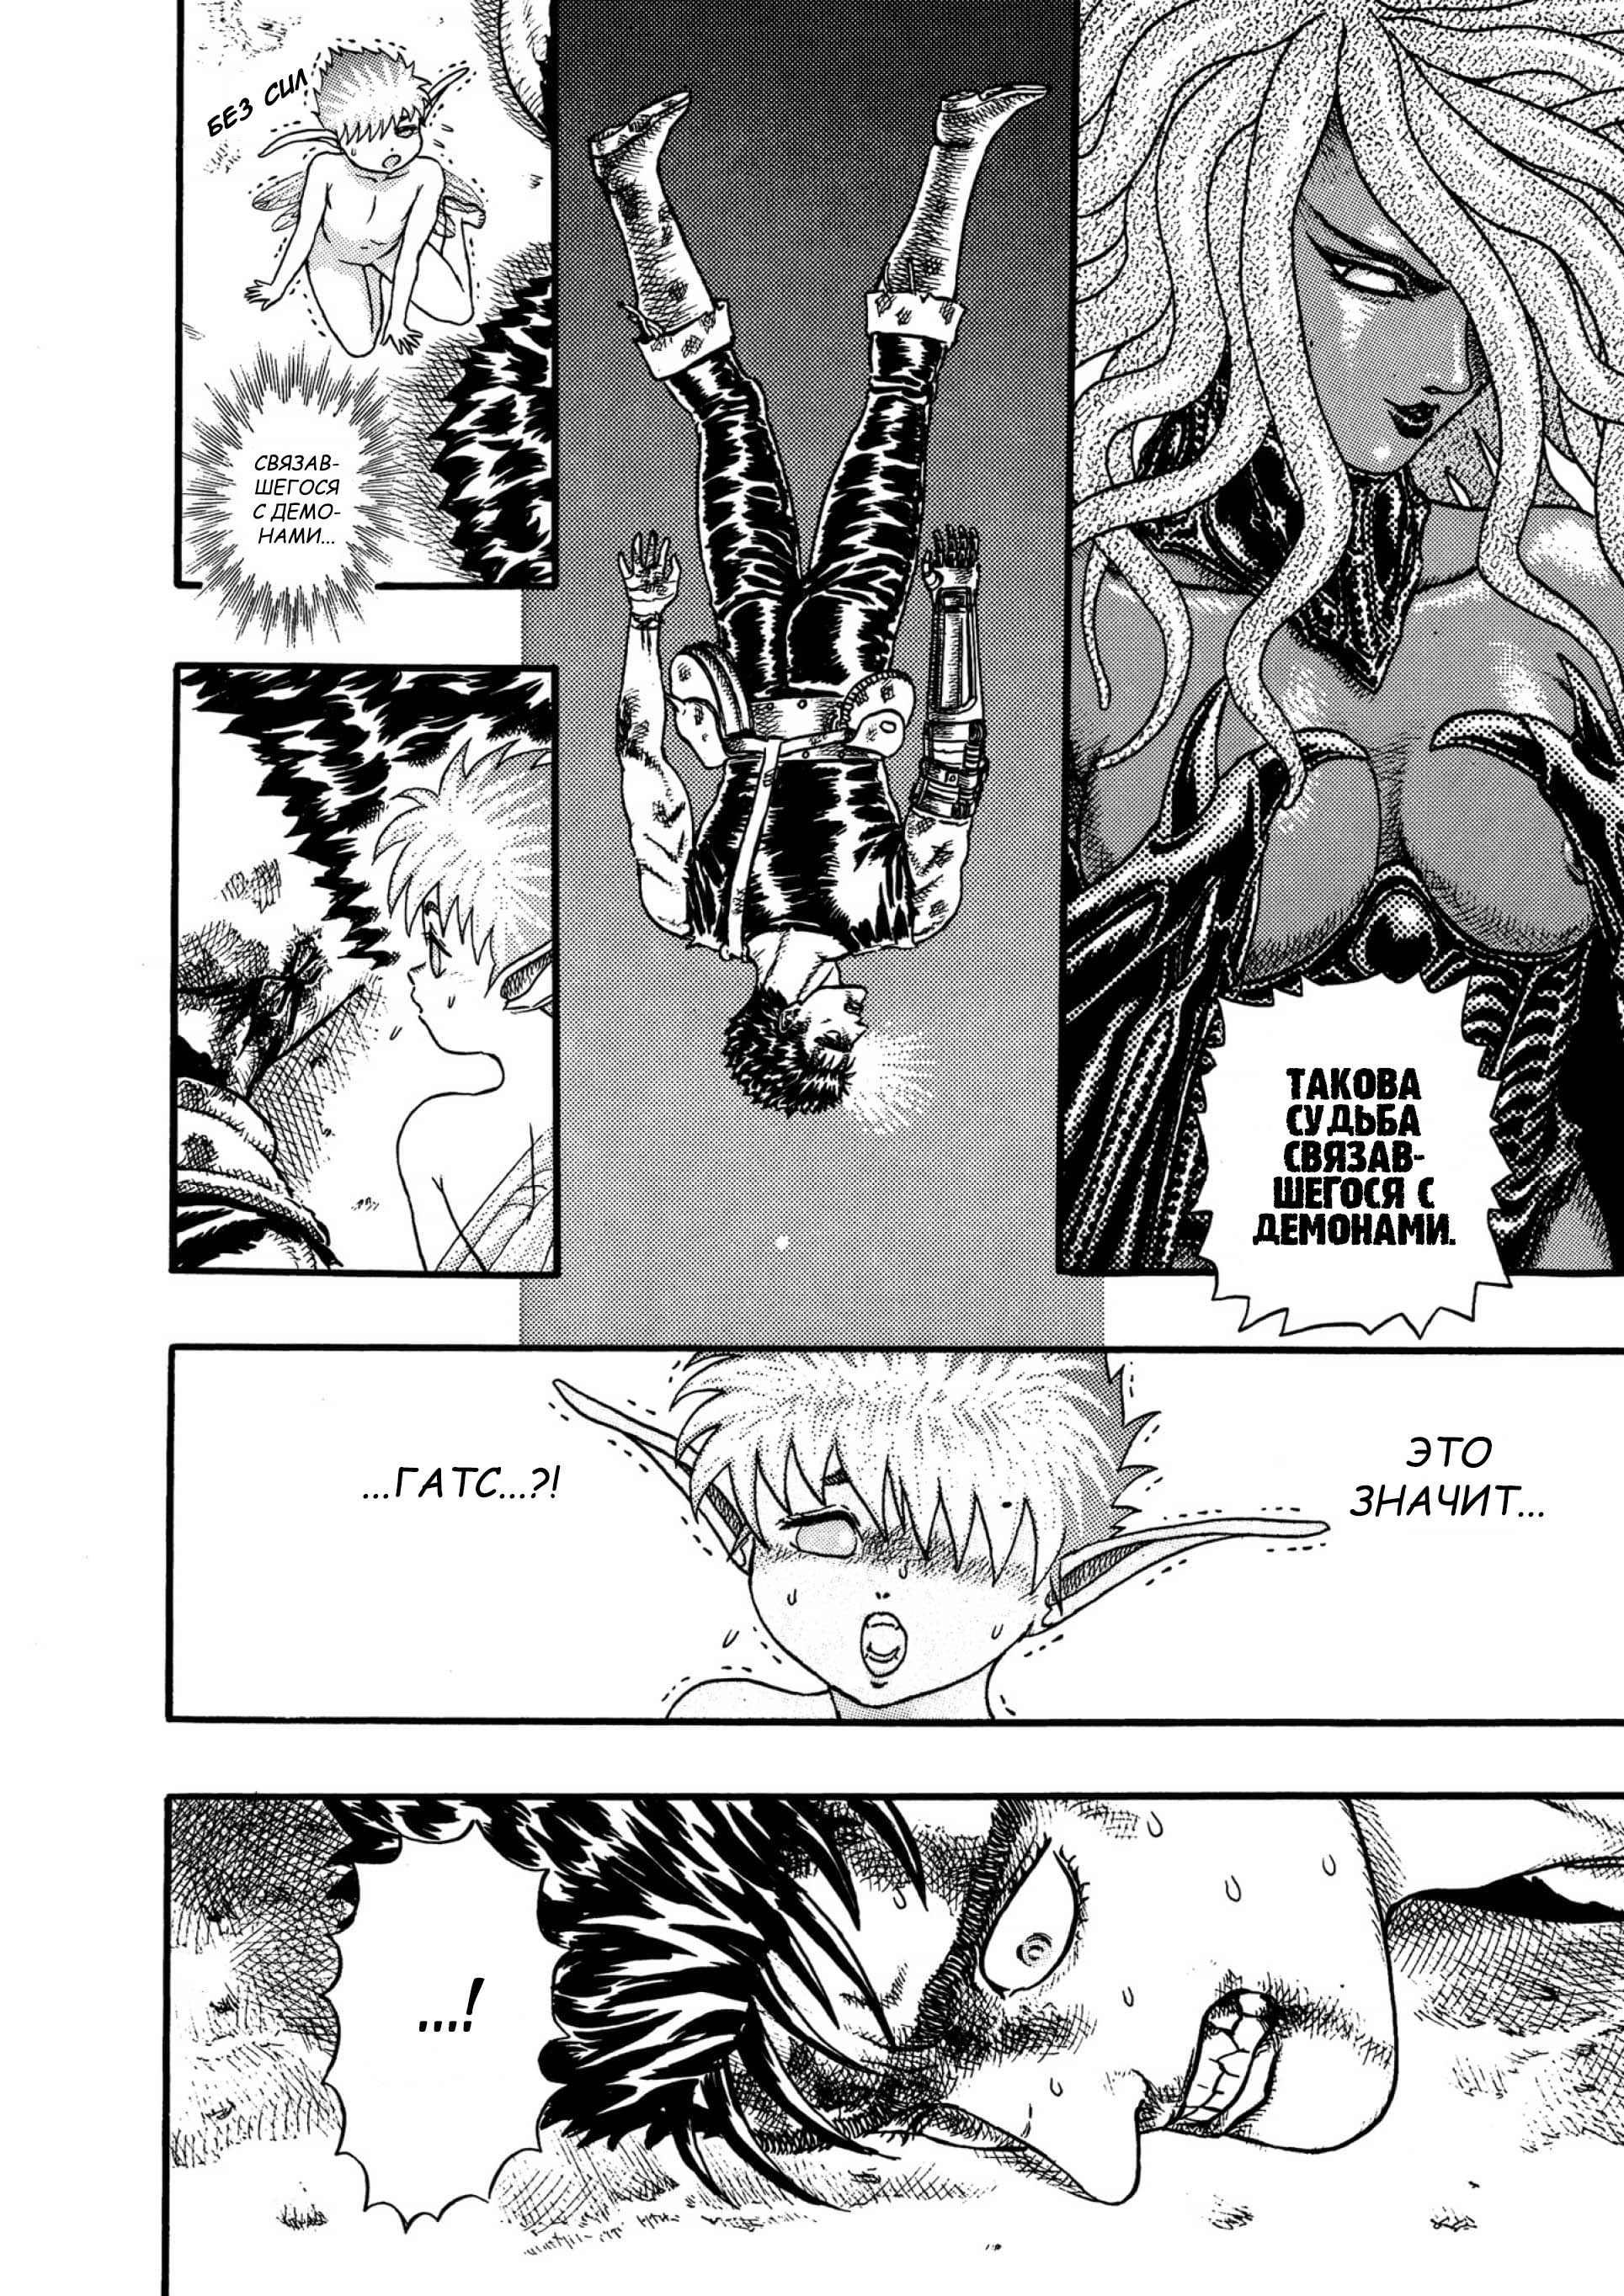 ТАКОВА
СУДЬБА
СВЯЗАВ-
ШЕГОСЯ С
ДЕМОНАМИ.
БЕЗ СИЛ
СВЯЗАВ-
ШЕГОСЯ
С ДЕМО-
НАМИ...
ЭТО
ЗНАЧИТ...
...ГАТС...?!
...!